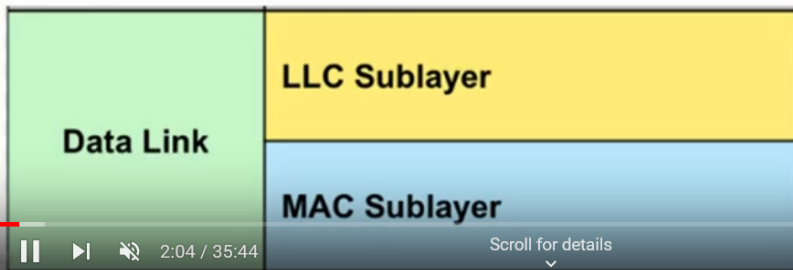 LLC Sublayer
Data Link
MAC Sublayer
2:04 / 35:44
Scroll for details